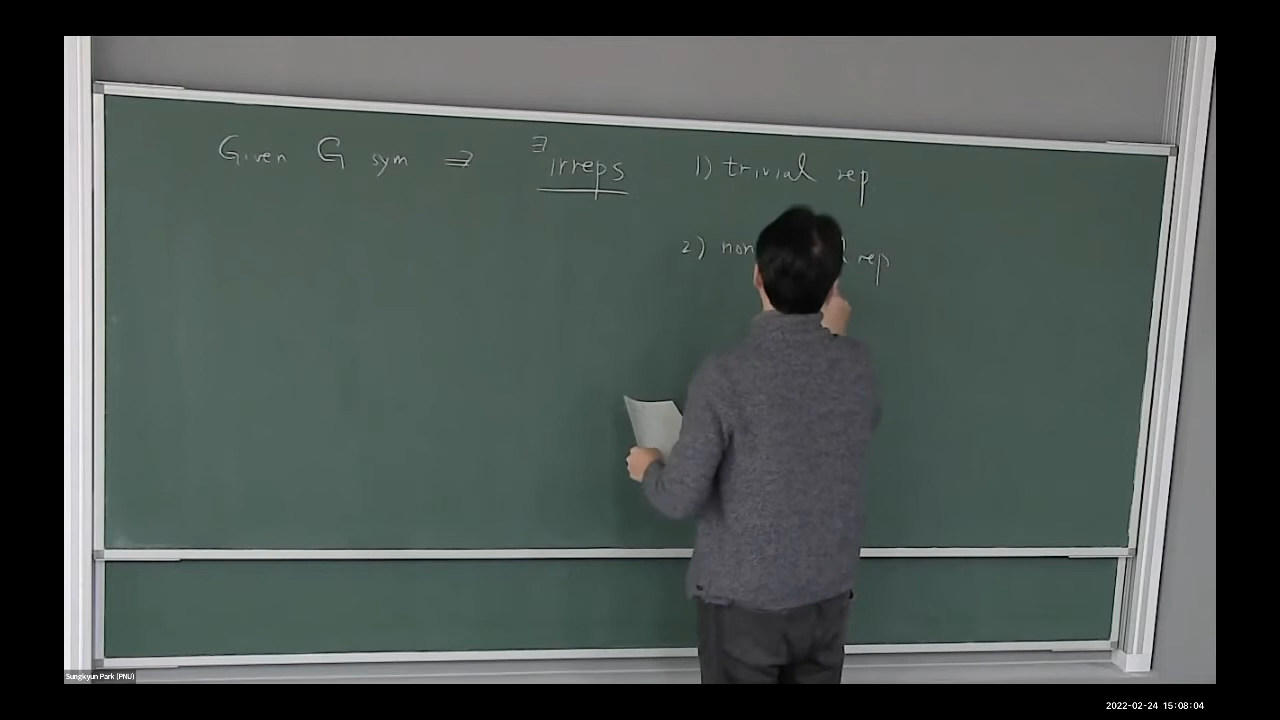 Given G sym ⇒ ∃ irreps 1) trivial rep.
2) non rep
Sungkyun Park (PNU)
2022-02-24 15:08:04